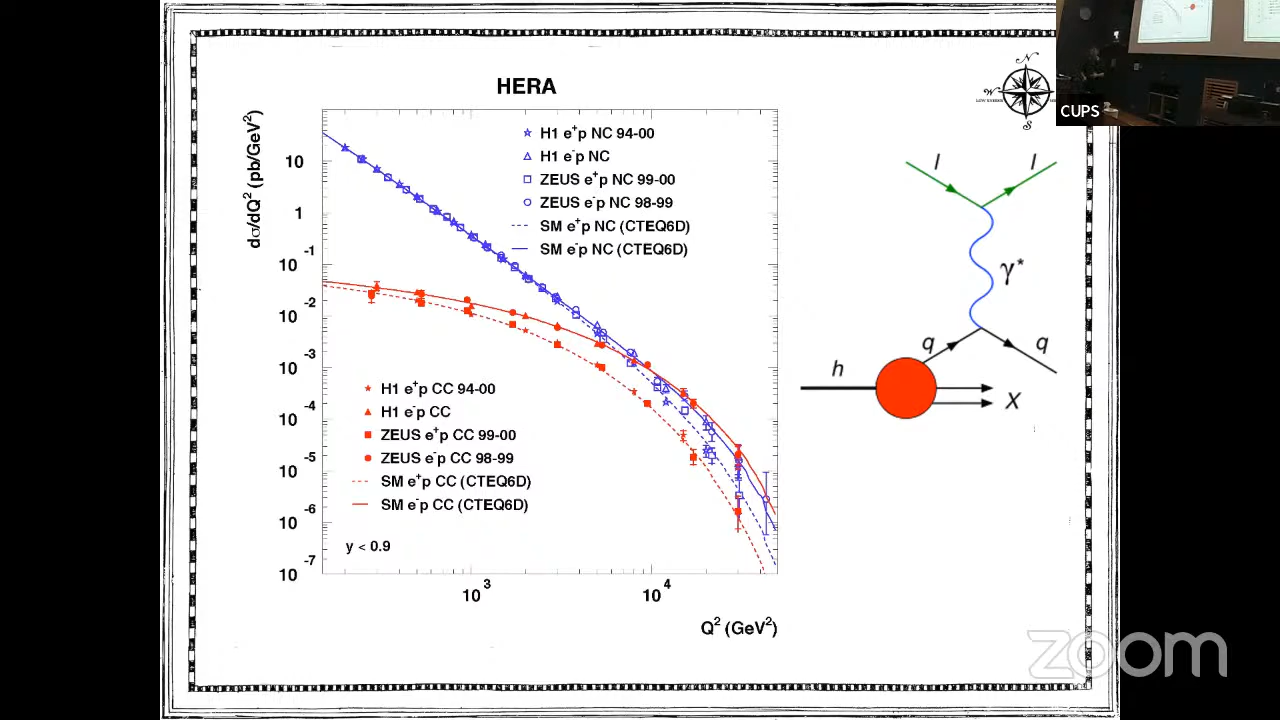 HERA
dσ/dQ² (pb/GeV²)
10
1
10⁻¹
10⁻²
10⁻³
10⁻⁴
10⁻⁵
10⁻⁶
10⁻⁷
H1 e⁺p NC 94-00
H1 e⁻p NC
ZEUS e⁺p NC 99-00
ZEUS e⁻p NC 98-99
SM e⁺p NC (CTEQ6D)
SM e⁻p NC (CTEQ6D)
H1 e⁺p CC 94-00
H1 e⁻p CC
ZEUS e⁺p CC 99-00
ZEUS e⁻p CC 98-99
SM e⁺p CC (CTEQ6D)
SM e⁻p CC (CTEQ6D)
y < 0.9
10³
10⁴
Q² (GeV²)
N
W
S
CUPS
l
l
γ*
q
q
h
X
zoom